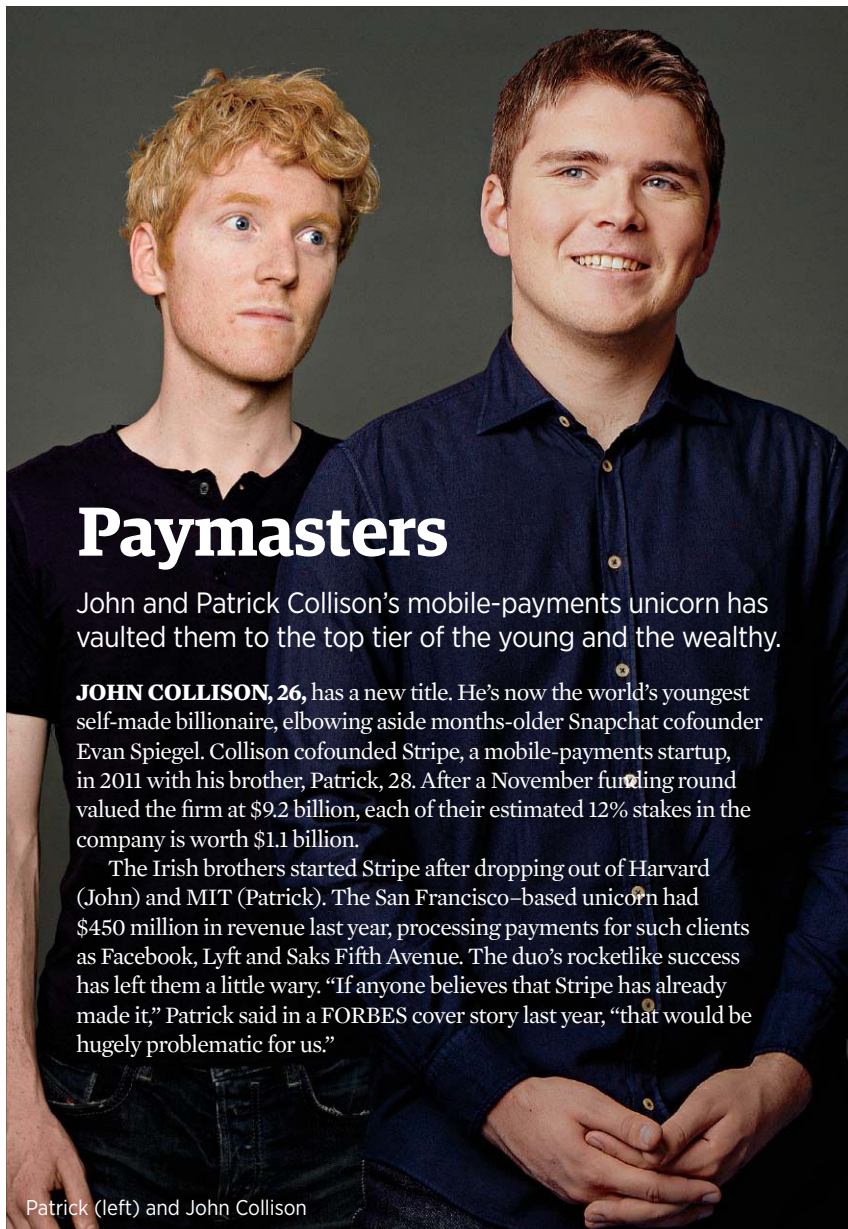 Paymasters
John and Patrick Collison’s mobile-payments unicorn has
vaulted them to the top tier of the young and the wealthy.
JOHN COLLISON, 26, has a new title. He’s now the world’s youngest
self-made billionaire, elbowing aside months-older Snapchat cofounder
Evan Spiegel. Collison cofounded Stripe, a mobile-payments startup,
in 2011 with his brother, Patrick, 28. After a November funding round
valued the firm at $9.2 billion, each of their estimated 12% stakes in the
company is worth $1.1 billion.
The Irish brothers started Stripe after dropping out of Harvard
(John) and MIT (Patrick). The San Francisco–based unicorn had
$450 million in revenue last year, processing payments for such clients
as Facebook, Lyft and Saks Fifth Avenue. The duo’s rocketlike success
has left them a little wary. “If anyone believes that Stripe has already
made it,” Patrick said in a FORBES cover story last year, “that would be
hugely problematic for us.”
Patrick (left) and John Collison